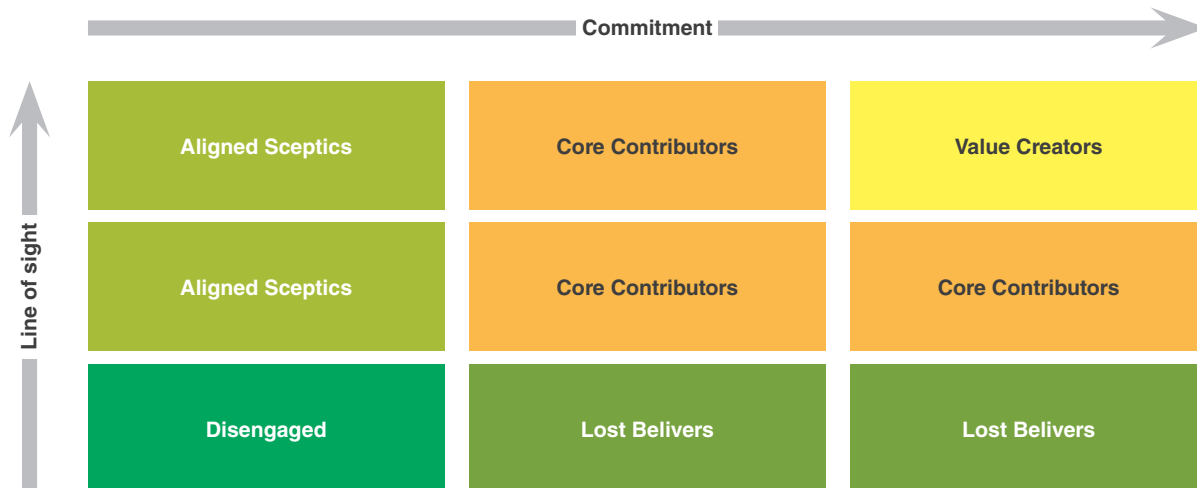 Commitment
Line of sight
Aligned Sceptics
Core Contributors
Value Creators
Aligned Sceptics
Core Contributors
Core Contributors
Disengaged
Lost Belivers
Lost Belivers